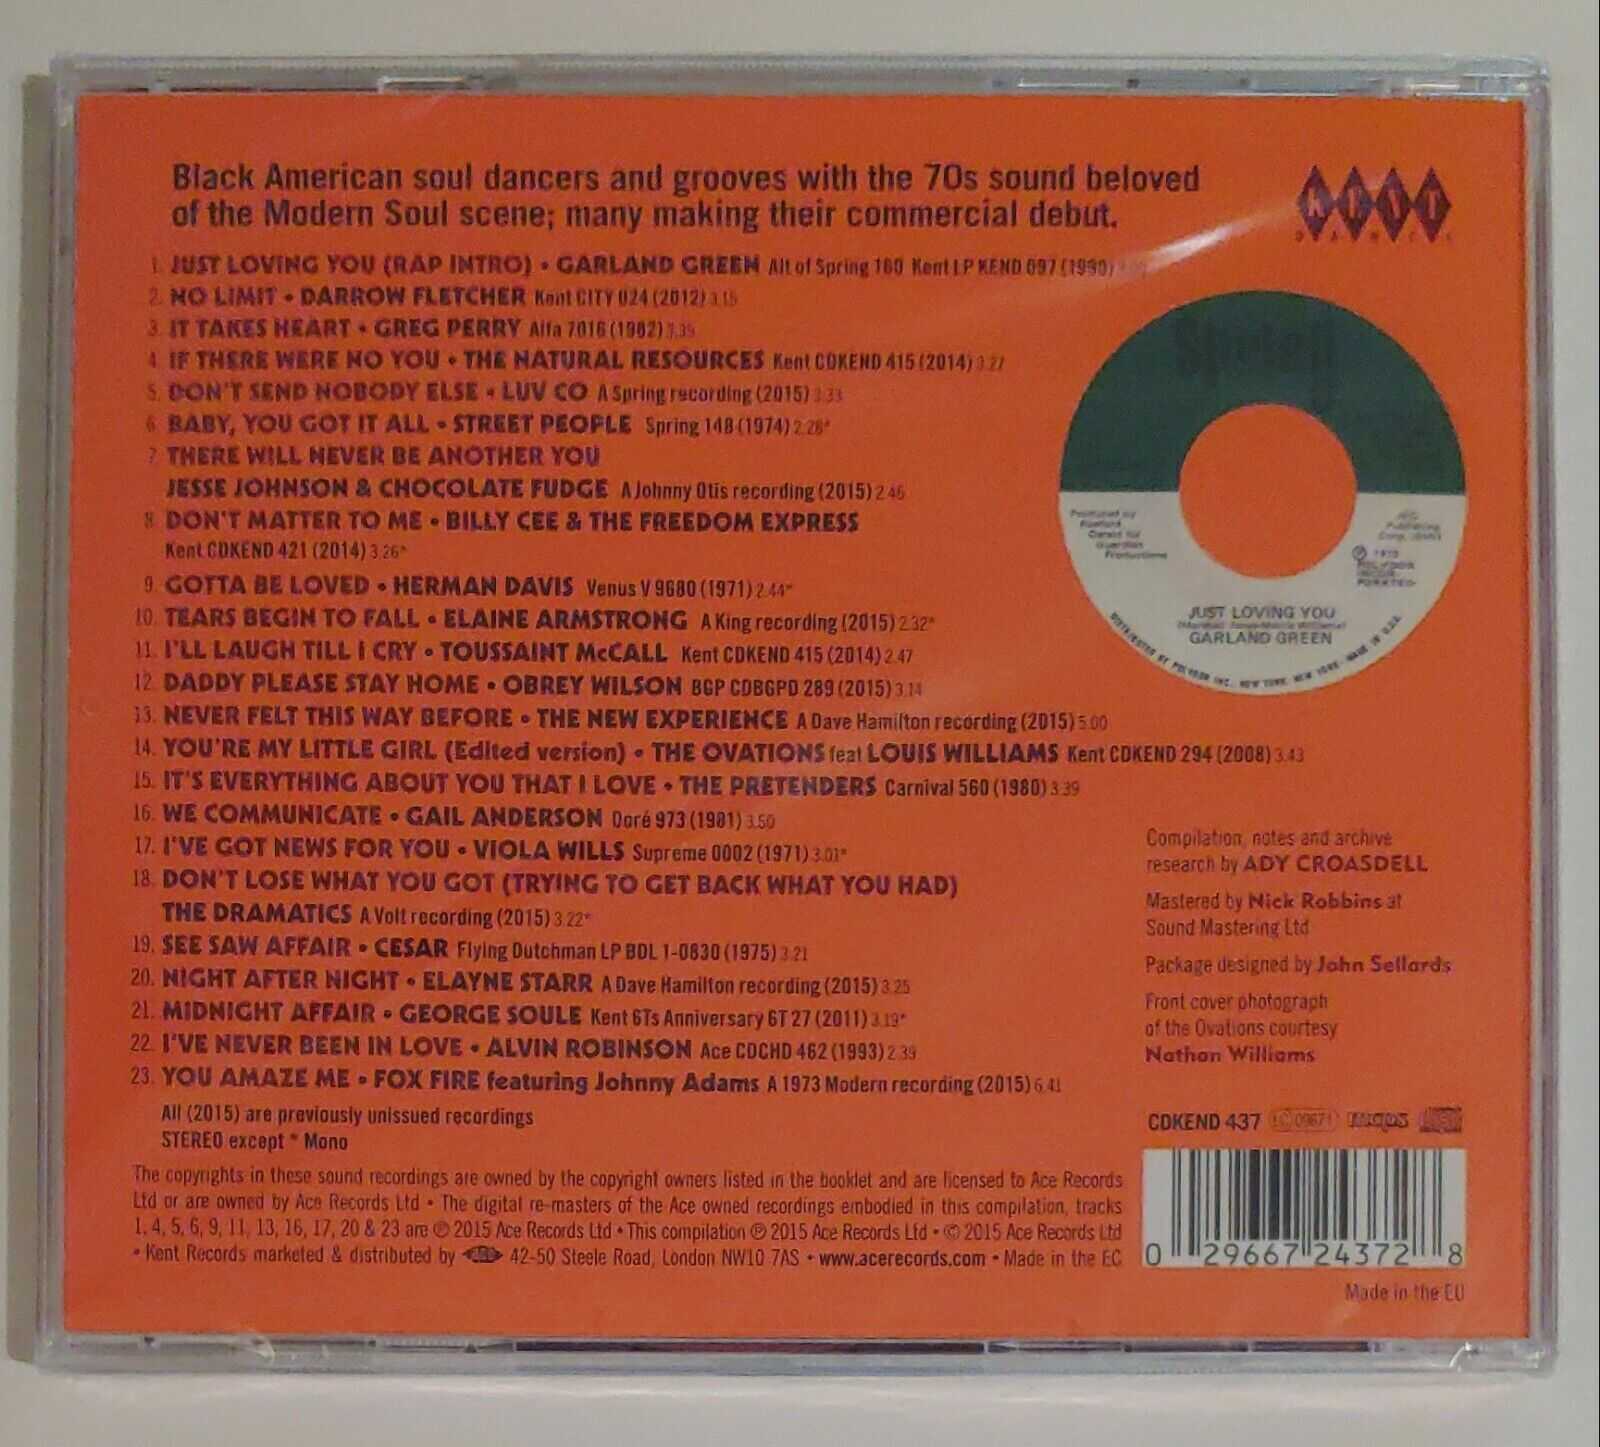 Black American soul dancers and grooves with the 70s sound beloved
of the Modern Soul scene; many making their commercial debut.
KENT
DANCE
1. JUST LOVING YOU (RAP INTRO) • GARLAND GREEN Alt of Spring 160 Kent LP KEND 097 (1990)
2. NO LIMIT • DARROW FLETCHER Kent CITY 024 (2012) 3.15
3. IT TAKES HEART • GREG PERRY Alfa 7016 (1982) 3.35
4. IF THERE WERE NO YOU • THE NATURAL RESOURCES Kent CDKEND 415 (2014) 3.27
5. DON'T SEND NOBODY ELSE • LUV CO A Spring recording (2015) 3.33
6. BABY, YOU GOT IT ALL • STREET PEOPLE Spring 148 (1974) 2.28*
7. THERE WILL NEVER BE ANOTHER YOU
JESSE JOHNSON & CHOCOLATE FUDGE A Johnny Otis recording (2015) 2.46
8. DON'T MATTER TO ME • BILLY CEE & THE FREEDOM EXPRESS
Kent CDKEND 421 (2014) 3.26*
9. GOTTA BE LOVED • HERMAN DAVIS Venus V 9680 (1971) 2.44*
10. TEARS BEGIN TO FALL • ELAINE ARMSTRONG A King recording (2015) 2.32*
11. I'LL LAUGH TILL I CRY • TOUSSAINT McCALL Kent CDKEND 415 (2014) 2.47
12. DADDY PLEASE STAY HOME • OBREY WILSON BGP CDBGPD 289 (2015) 3.14
13. NEVER FELT THIS WAY BEFORE • THE NEW EXPERIENCE A Dave Hamilton recording (2015) 5.00
14. YOU'RE MY LITTLE GIRL (Edited version) • THE OVATIONS feat LOUIS WILLIAMS Kent CDKEND 294 (2008) 3.43
15. IT'S EVERYTHING ABOUT YOU THAT I LOVE • THE PRETENDERS Carnival 560 (1980) 3.39
16. WE COMMUNICATE • GAIL ANDERSON Doré 973 (1981) 3.50
17. I'VE GOT NEWS FOR YOU • VIOLA WILLS Supreme 0002 (1971) 3.01*
18. DON'T LOSE WHAT YOU GOT (TRYING TO GET BACK WHAT YOU HAD)
THE DRAMATICS A Volt recording (2015) 3.22*
19. SEE SAW AFFAIR • CESAR Flying Dutchman LP BDL 1-0830 (1975) 3.21
20. NIGHT AFTER NIGHT • ELAYNE STARR A Dave Hamilton recording (2015) 3.25
21. MIDNIGHT AFFAIR • GEORGE SOULE Kent 6Ts Anniversary 6T 27 (2011) 3.19*
22. I'VE NEVER BEEN IN LOVE • ALVIN ROBINSON Ace CDCHD 462 (1993) 2.39
23. YOU AMAZE ME • FOX FIRE featuring Johnny Adams A 1973 Modern recording (2015) 6.41
All (2015) are previously unissued recordings
STEREO except * Mono
The copyrights in these sound recordings are owned by the copyright owners listed in the booklet and are licensed to Ace Records
Ltd or are owned by Ace Records Ltd • The digital re-masters of the Ace owned recordings embodied in this compilation, tracks
1, 4, 5, 6, 9, 11, 13, 16, 17, 20 & 23 are ℗ 2015 Ace Records Ltd • This compilation ℗ 2015 Ace Records Ltd • © 2015 Ace Records Ltd
• Kent Records marketed & distributed by ACE 42-50 Steele Road, London NW10 7AS • www.acerecords.com • Made in the EC
Spring
Produced by
Guardian
Productions
Publishing
JUST LOVING YOU
GARLAND GREEN
DISTRIBUTED BY POLYDOR INC., NEW YORK, NEW YORK • MADE IN U.S.A.
Compilation, notes and archive
research by ADY CROASDELL
Mastered by Nick Robbins at
Sound Mastering Ltd
Package designed by John Sellards
Front cover photograph
of the Ovations courtesy
Nathan Williams
CDKEND 437 LC 09671 mcps
0 29667 24372 8
Made in the EU